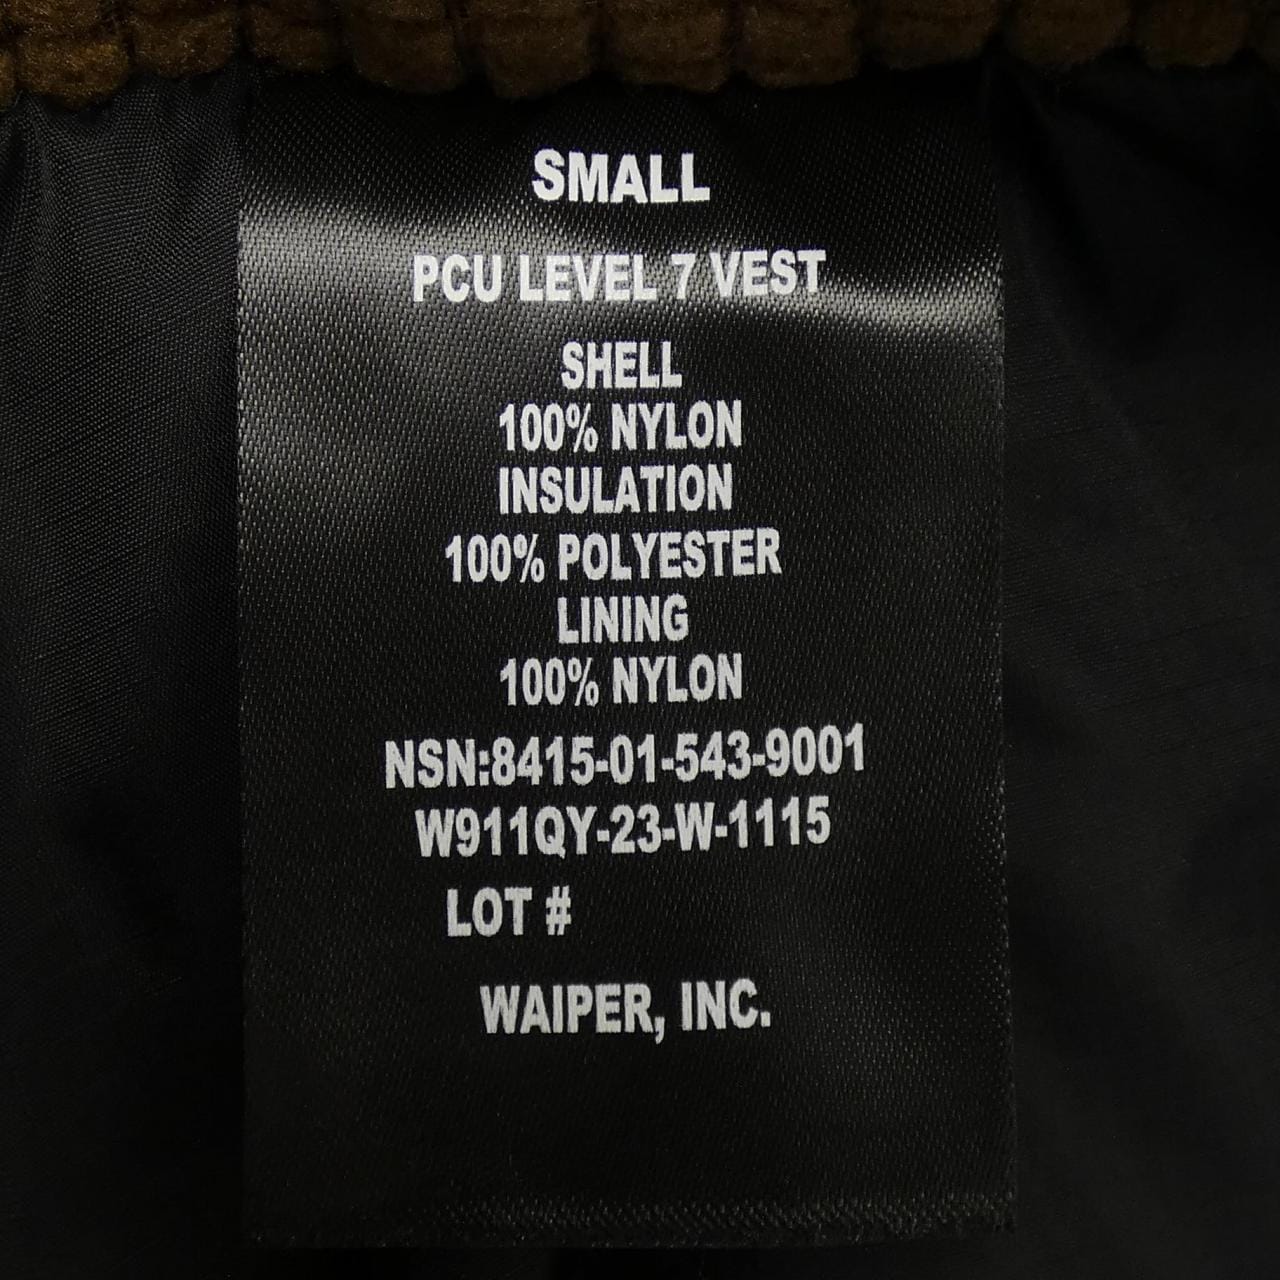 SMALL
PCU LEVEL 7 VEST
SHELL
100% NYLON
INSULATION
100% POLYESTER
LINING
100% NYLON
NSN:8415-01-543-9001
W911QY-23-W-1115
LOT #
WAIPER, INC.